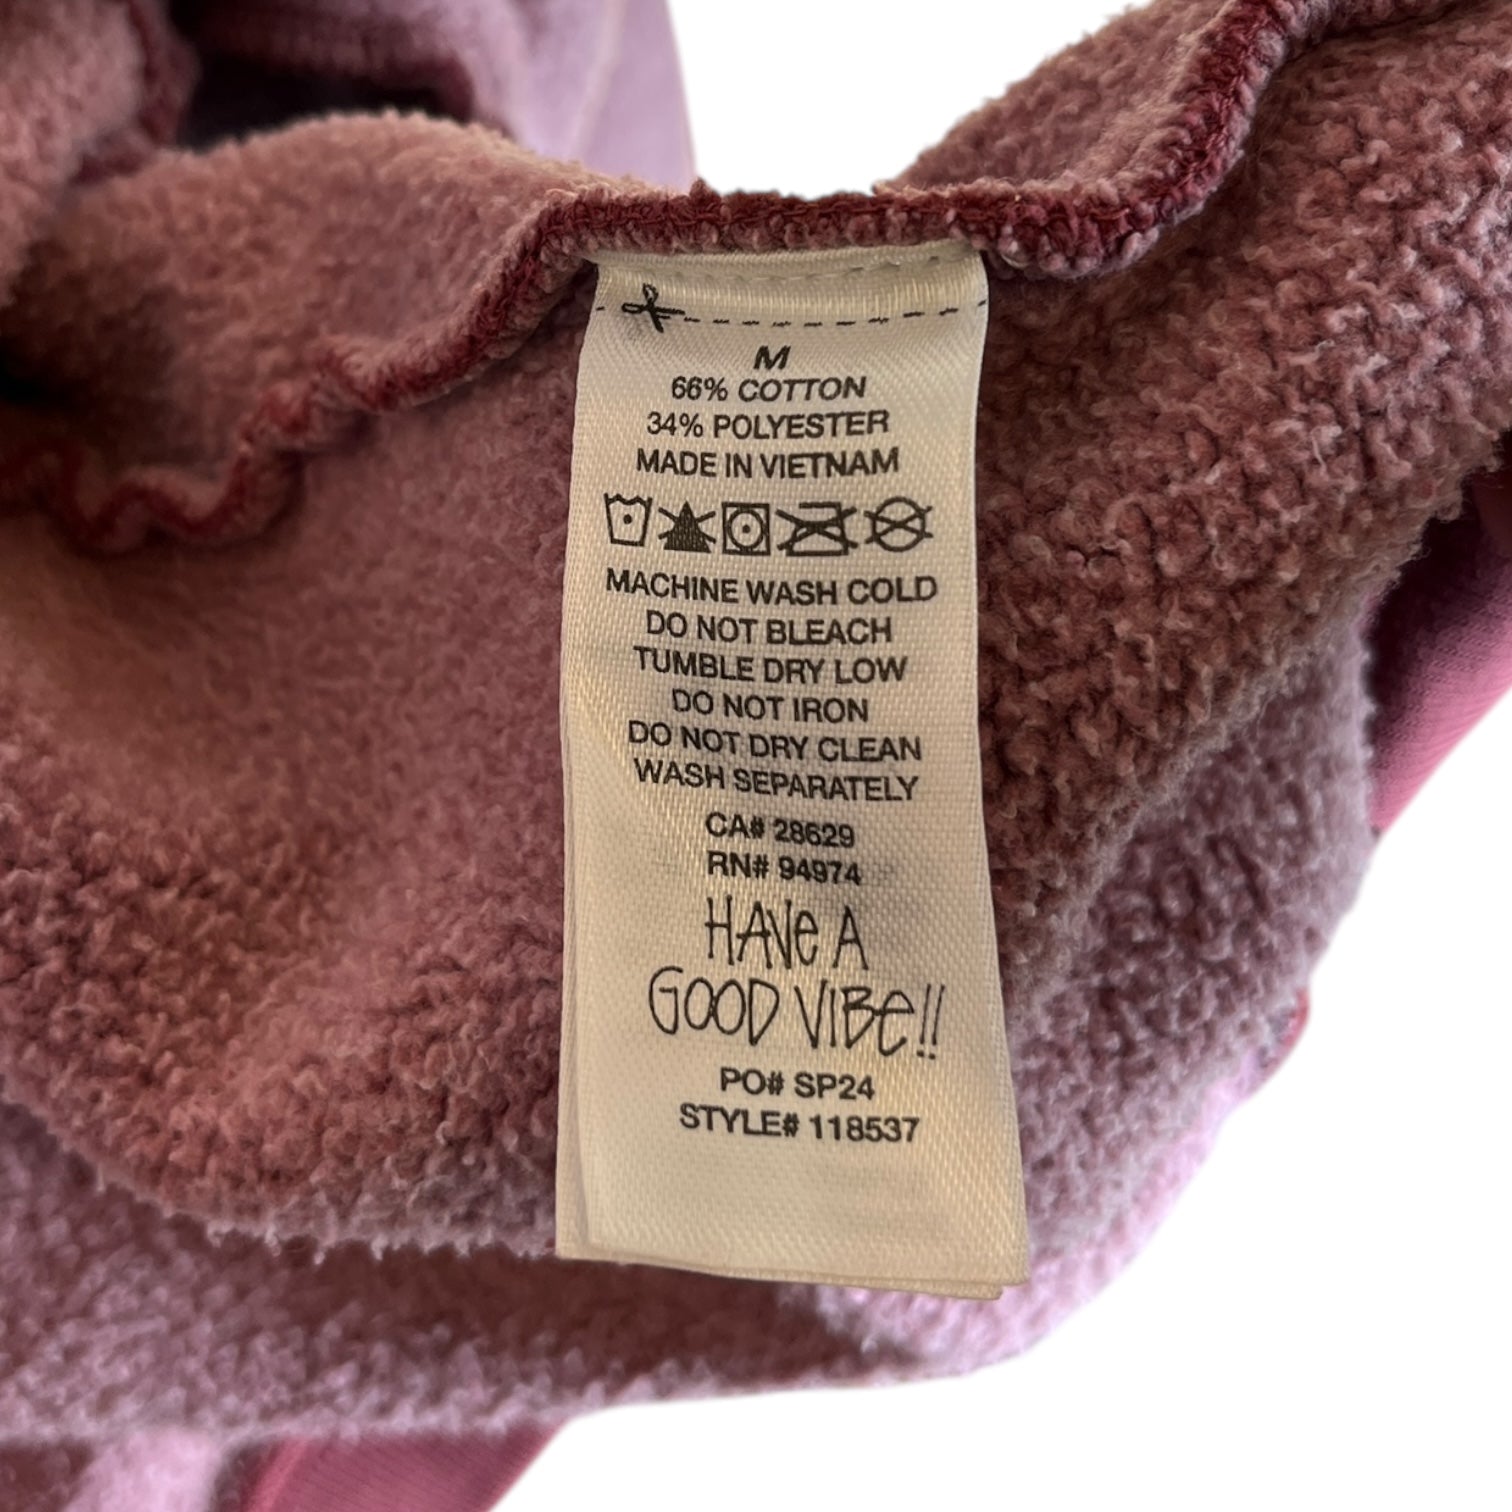 M
66% COTTON
34% POLYESTER
MADE IN VIETNAM
MACHINE WASH COLD
DO NOT BLEACH
TUMBLE DRY LOW
DO NOT IRON
DO NOT DRY CLEAN
WASH SEPARATELY
CA# 28629
RN# 94974
HAVe A
GOOD VIBe!!
PO# SP24
STYLE# 118537